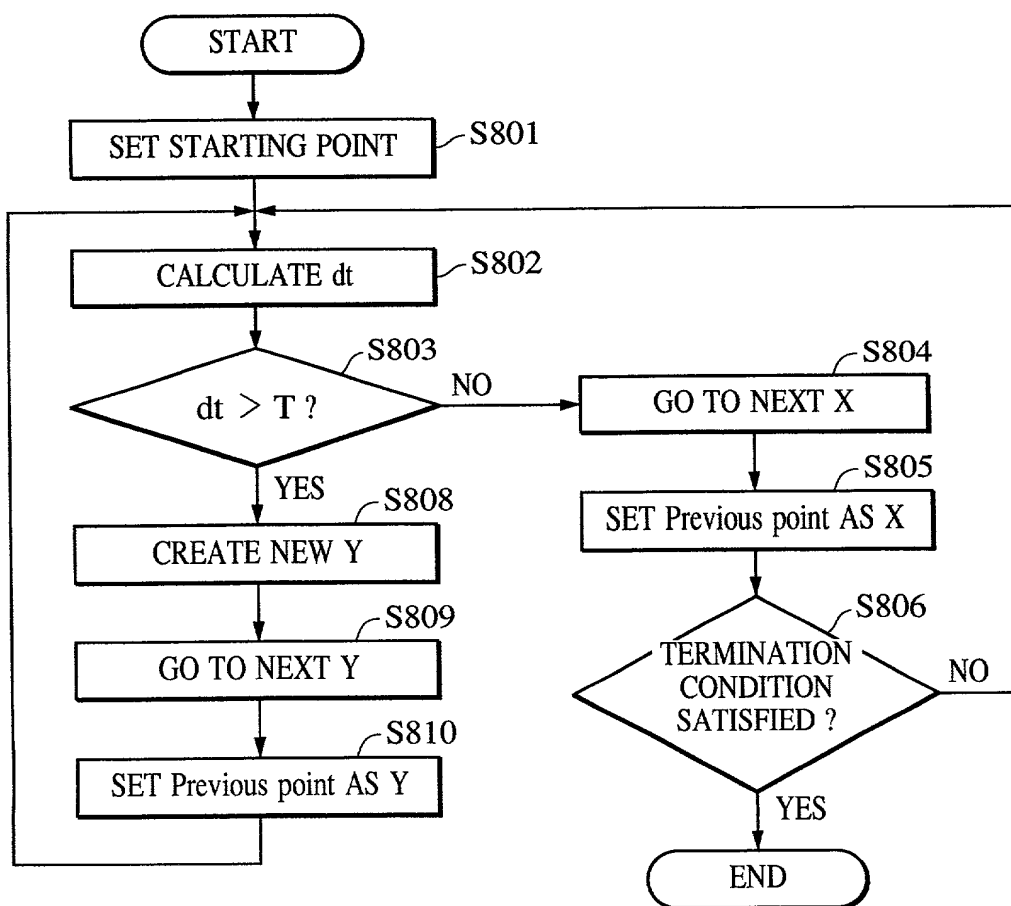 START
SET STARTING POINT
S801
CALCULATE dt
S802
dt > T ?
S803
NO
YES
GO TO NEXT X
S804
SET Previous point AS X
S805
TERMINATION
CONDITION
SATISFIED ?
S806
NO
YES
END
CREATE NEW Y
S808
GO TO NEXT Y
S809
SET Previous point AS Y
S810